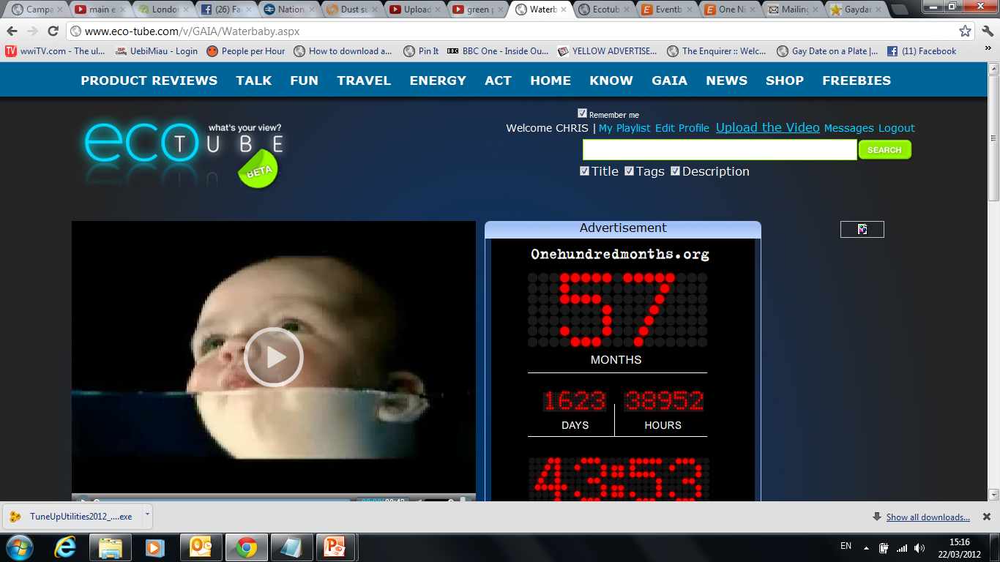 Campa main e London (26) Fa Nation Dust su Upload green p Waterb Ecotub Eventb One Ni Mailing Gaydar
www.eco-tube.com/v/GAIA/Waterbaby.aspx
wwiTV.com - The ul... UebiMiau - Login People per Hour How to download a... Pin It BBC One - Inside Ou... YELLOW ADVERTISE... The Enquirer :: Welc... Gay Date on a Plate |... (11) Facebook »
PRODUCT REVIEWS TALK FUN TRAVEL ENERGY ACT HOME KNOW GAIA NEWS SHOP FREEBIES
Remember me
Welcome CHRIS | My Playlist Edit Profile Upload the Video Messages Logout
eco TUBE what's your view?
BETA
SEARCH
Title Tags Description
Advertisement
Onehundredmonths.org
57
MONTHS
1623 38952
DAYS HOURS
43:53
TuneUpUtilities2012_....exe
Show all downloads...
EN
15:16
22/03/2012